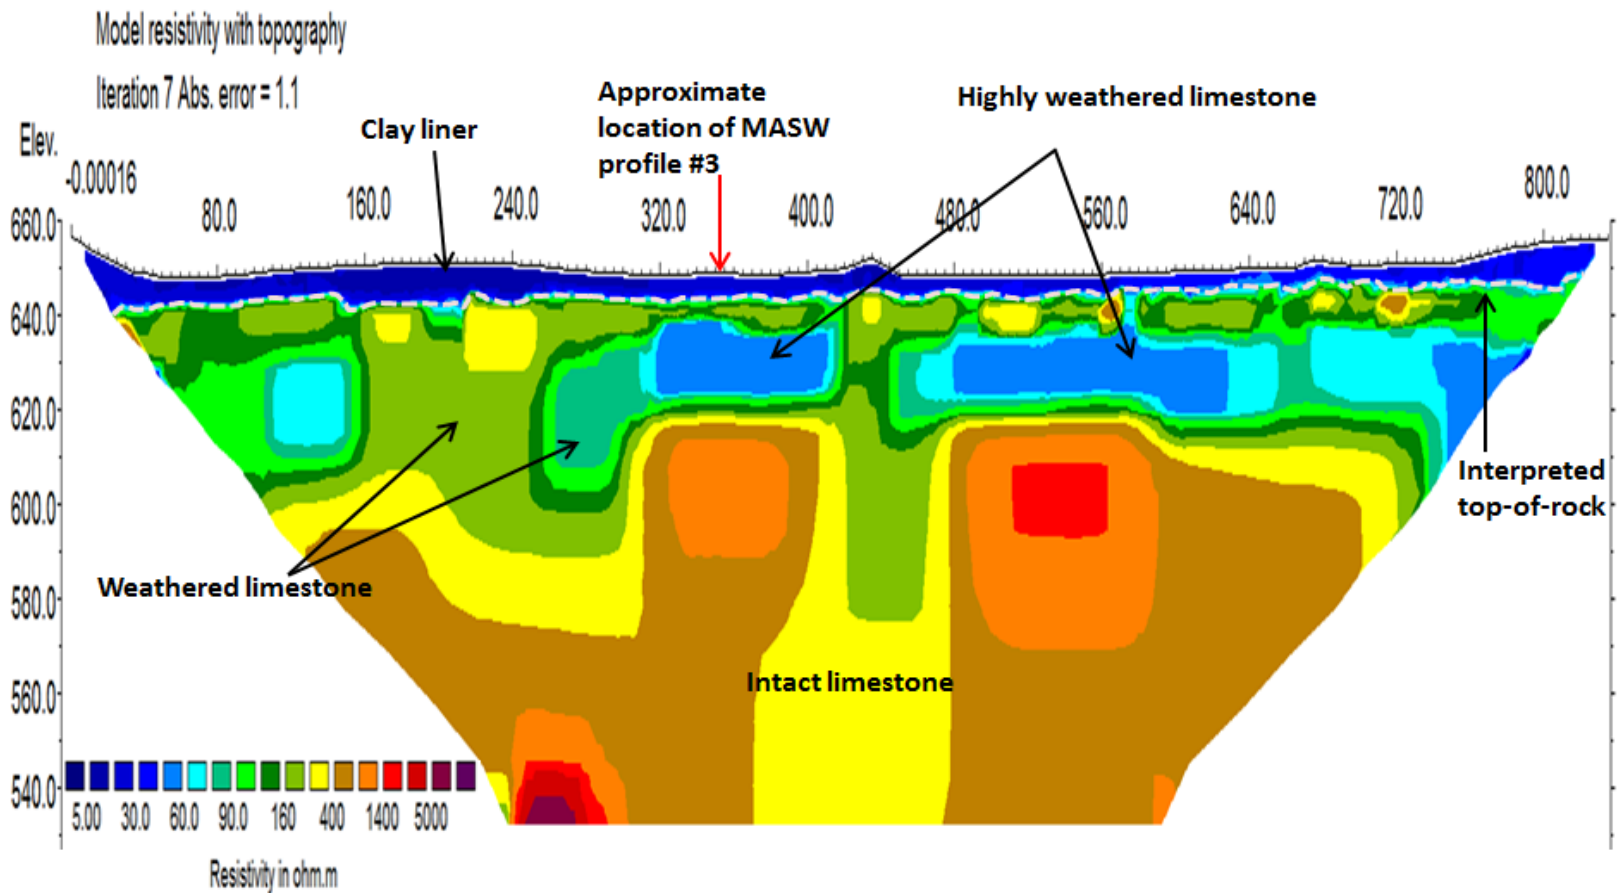 Model resistivity with topography
Iteration 7 Abs. error = 1.1
Elev.
-0.00016
80.0
160.0
240.0
320.0
400.0
480.0
560.0
640.0
720.0
800.0
Clay liner
Approximate
location of MASW
profile #3
Highly weathered limestone
660.0
640.0
620.0
600.0
580.0
560.0
540.0
Weathered limestone
Intact limestone
Interpreted
top-of-rock
5.00 30.0 60.0 90.0 160 400 1400 5000
Resistivity in ohm.m